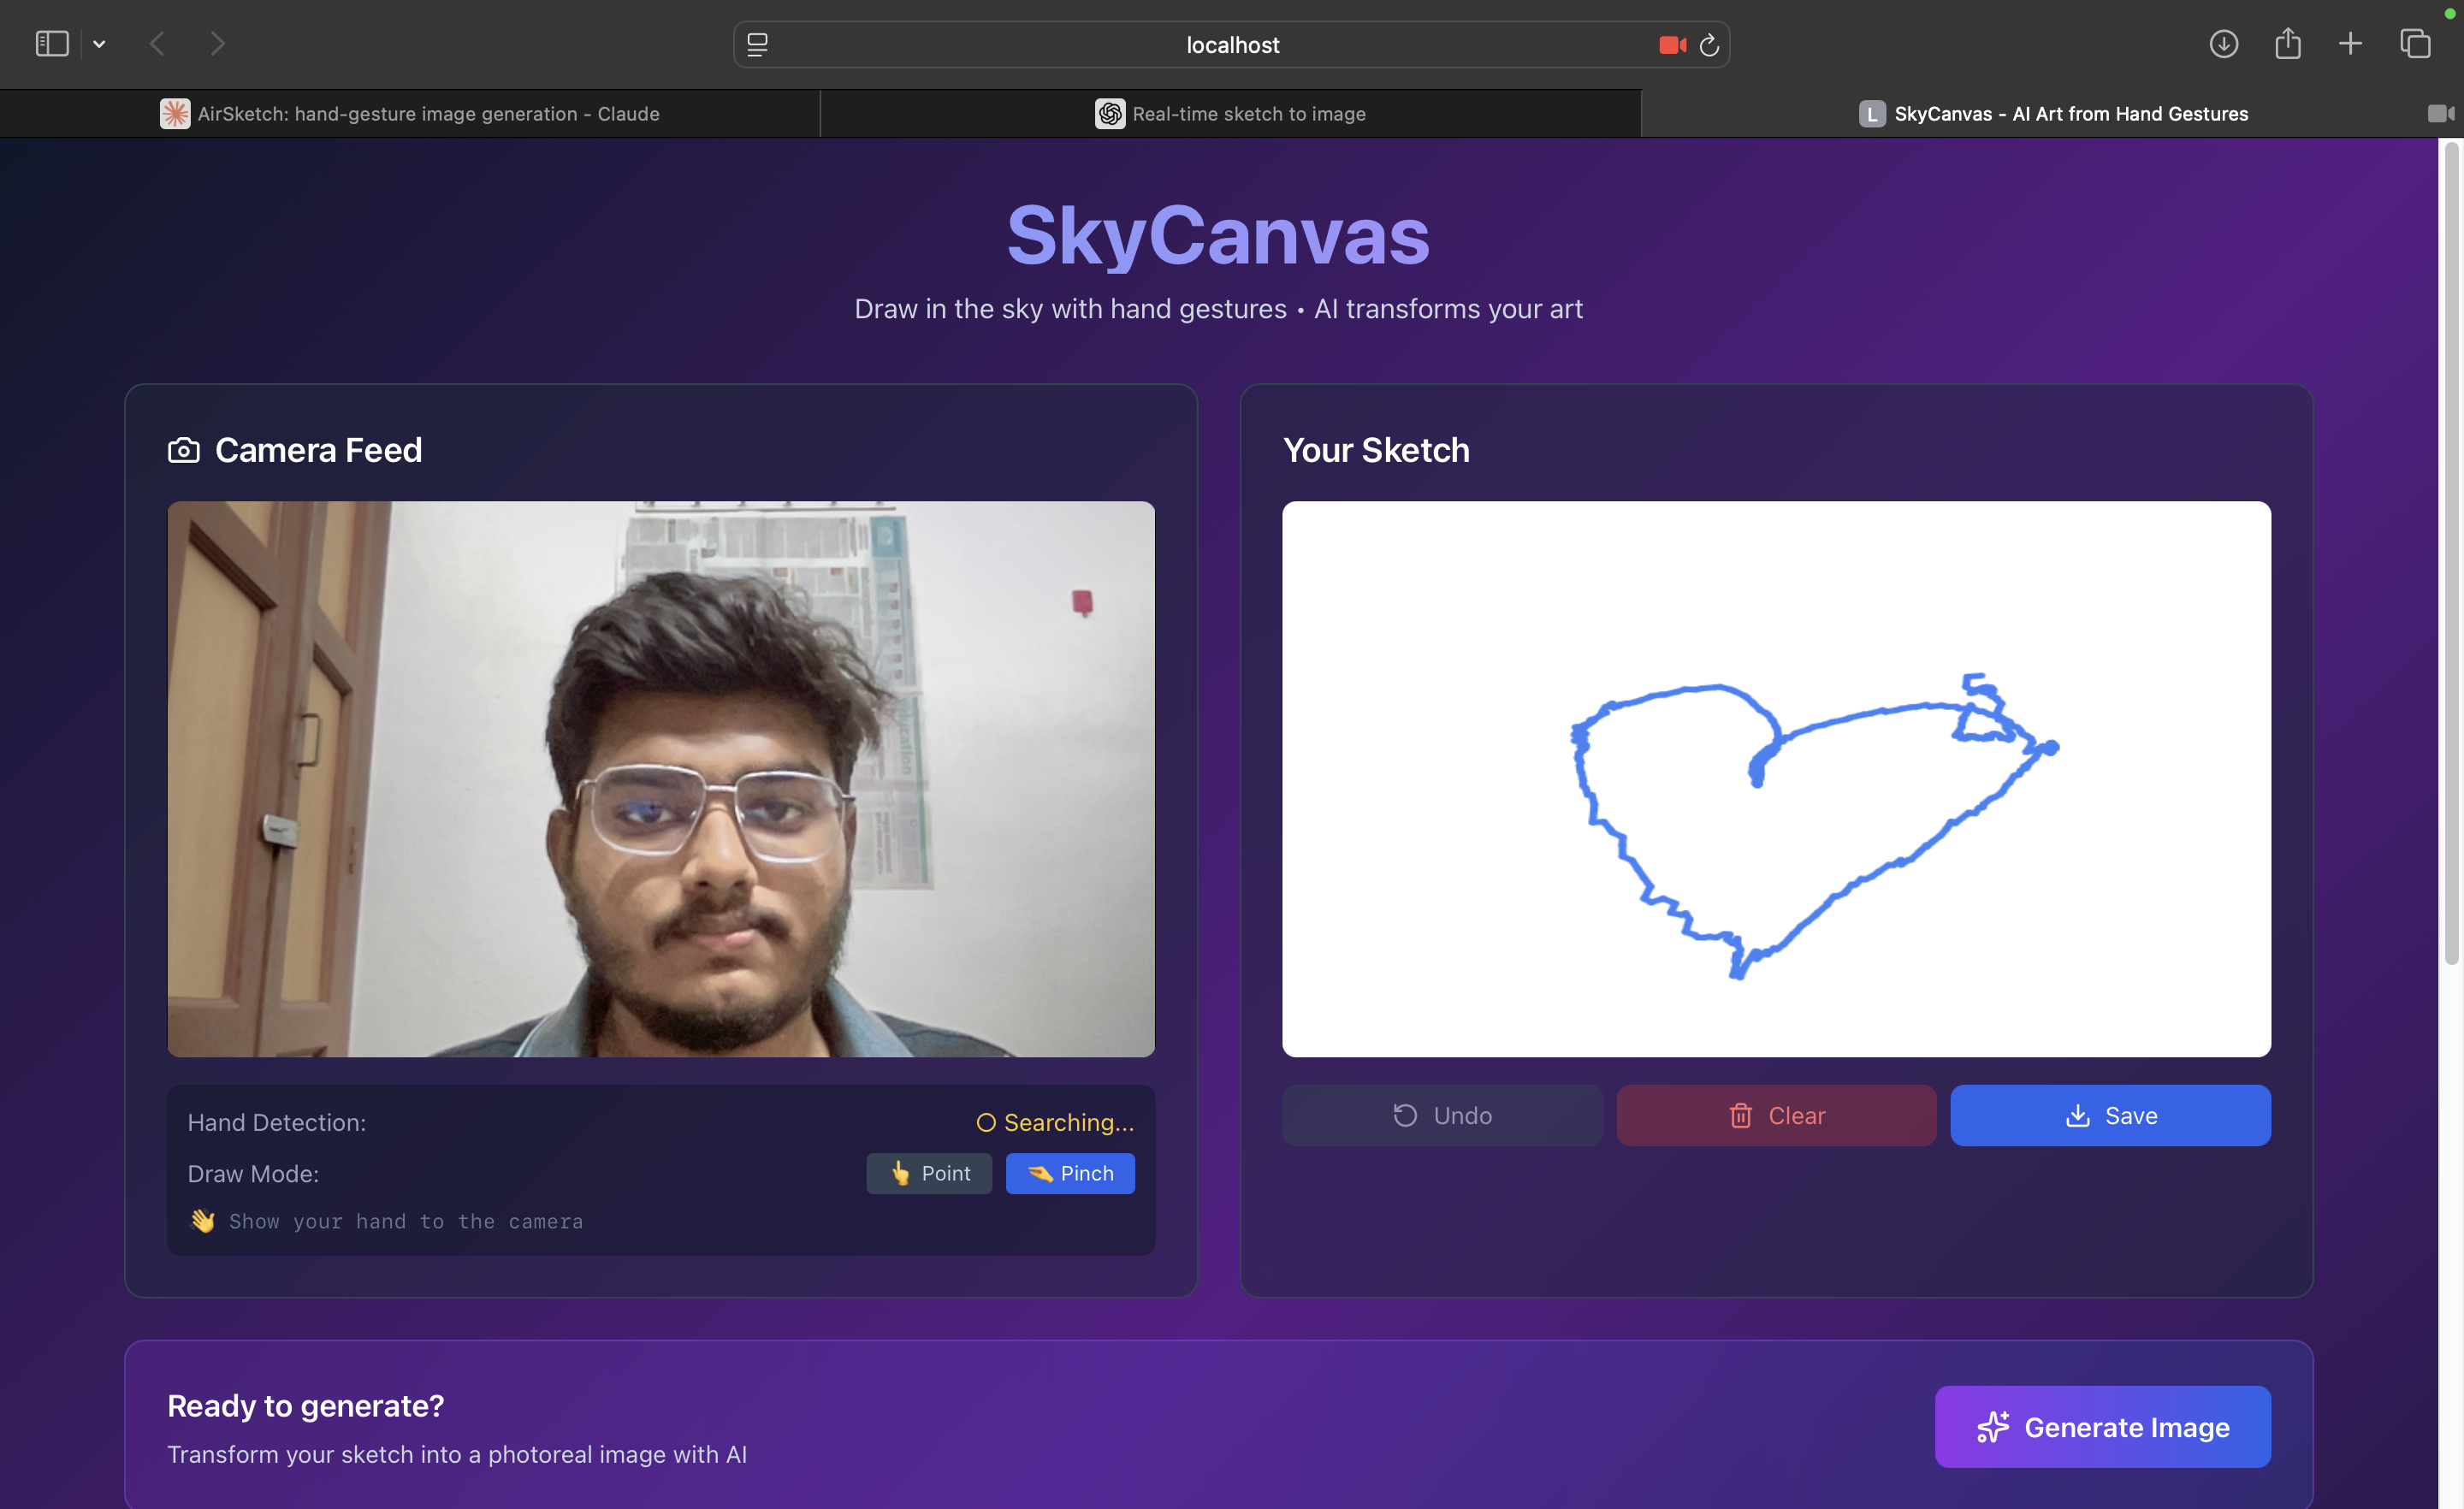 localhost
AirSketch: hand-gesture image generation - Claude
Real-time sketch to image
L SkyCanvas - AI Art from Hand Gestures
SkyCanvas
Draw in the sky with hand gestures • AI transforms your art
Camera Feed
Hand Detection:
Searching...
Draw Mode:
👆 Point
🤏 Pinch
👋 Show your hand to the camera
Your Sketch
Undo
Clear
Save
Ready to generate?
Transform your sketch into a photoreal image with AI
Generate Image